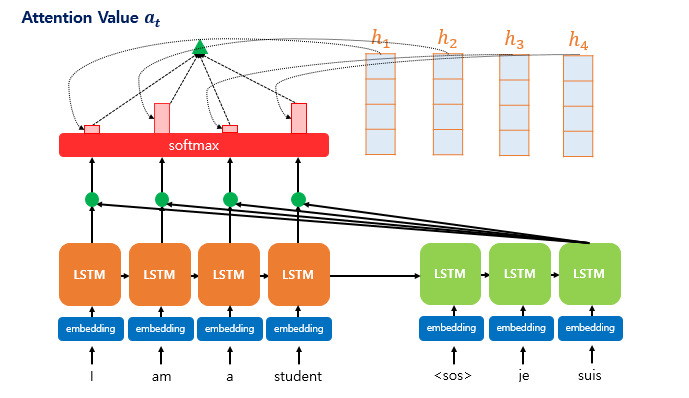 Attention Value a_t
h_1 h_2 h_3 h_4
softmax
LSTM LSTM LSTM LSTM LSTM LSTM LSTM
embedding embedding embedding embedding embedding embedding embedding
I am a student <sos> je suis